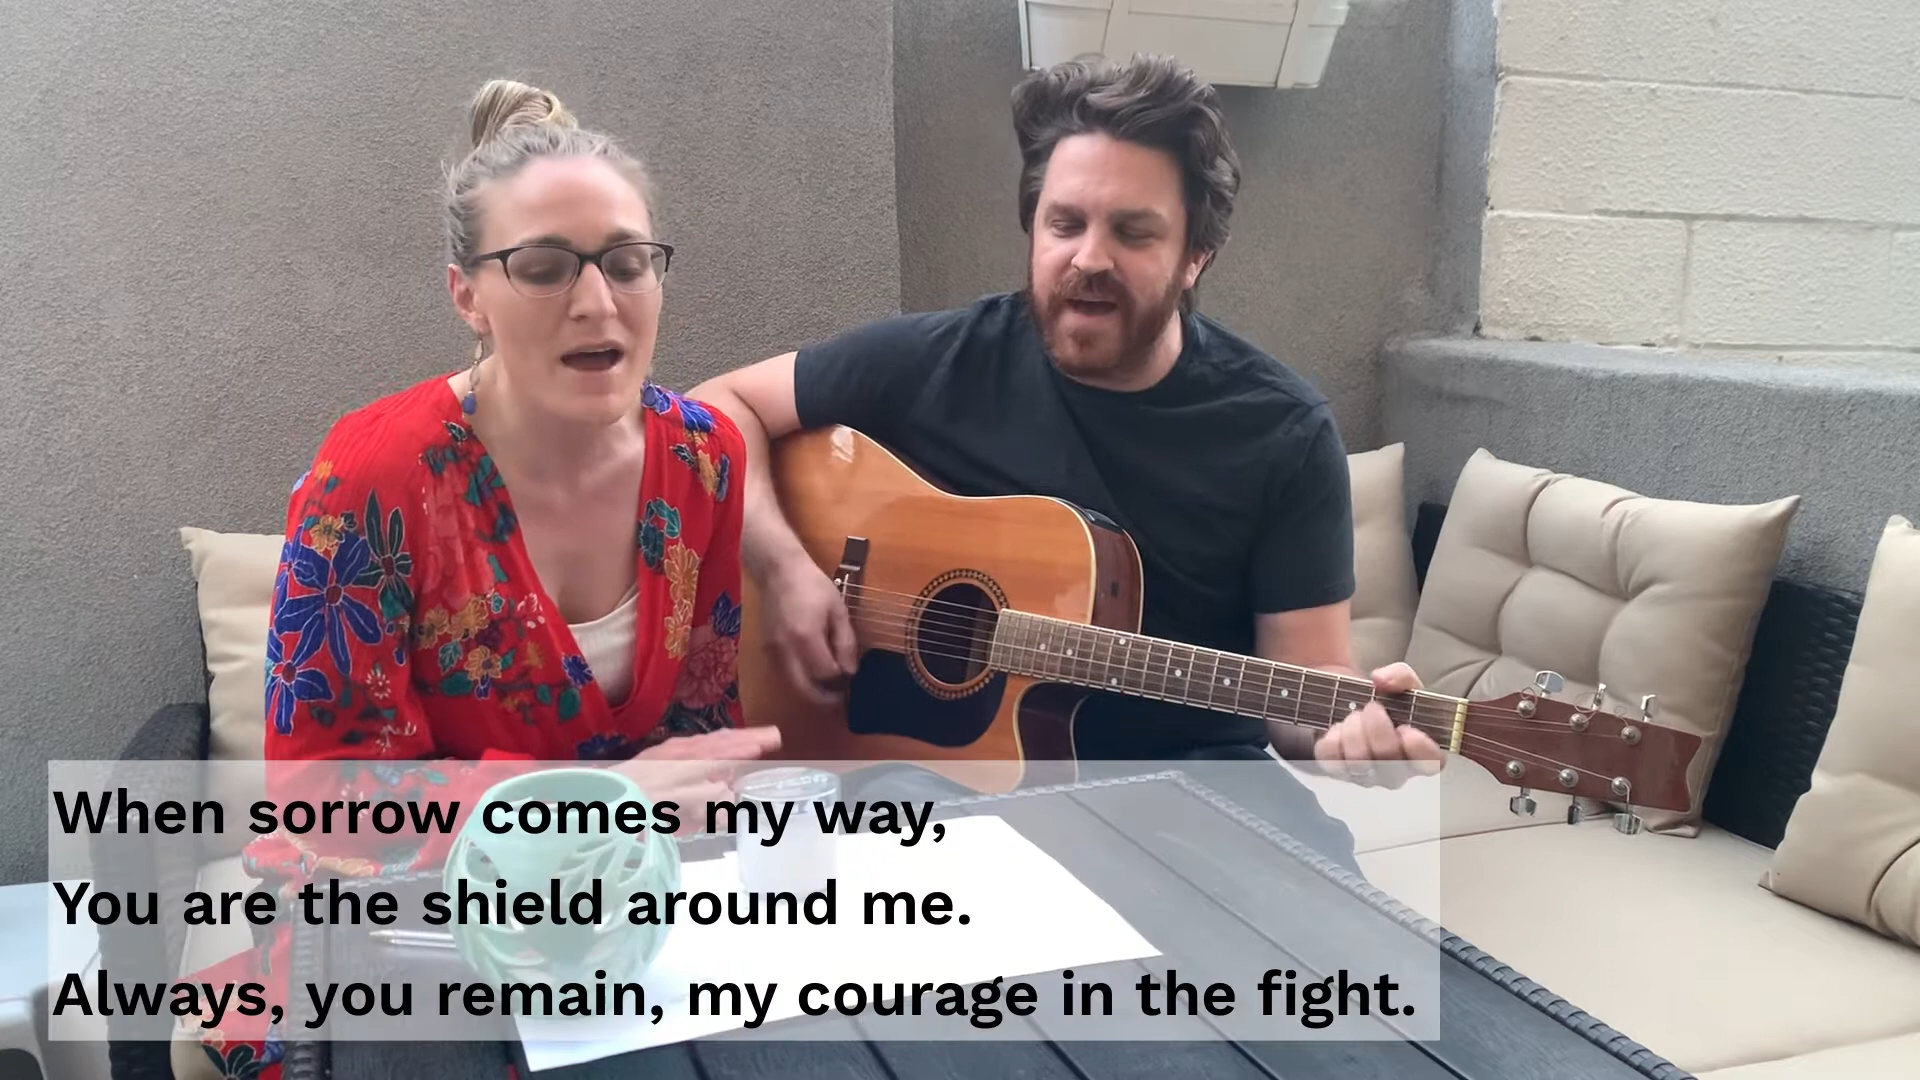 When sorrow comes my way,
You are the shield around me.
Always, you remain, my courage in the fight.